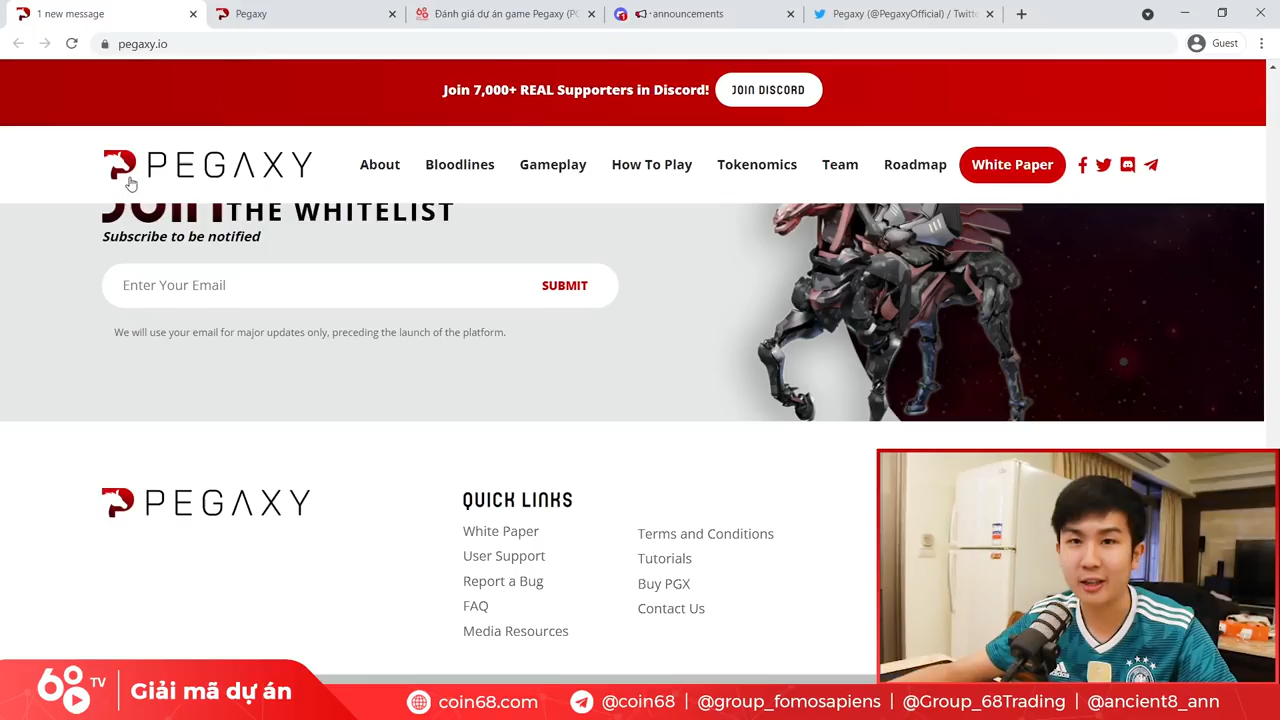 1 new message
Pegaxy
Đánh giá dự án game Pegaxy (PG
announcements
Pegaxy (@PegaxyOfficial) / Twitte
pegaxy.io
Guest
Join 7,000+ REAL Supporters in Discord!
JOIN DISCORD
PEGAXY
About
Bloodlines
Gameplay
How To Play
Tokenomics
Team
Roadmap
White Paper
JOIN THE WHITELIST
Subscribe to be notified
Enter Your Email
SUBMIT
We will use your email for major updates only, preceding the launch of the platform.
PEGAXY
QUICK LINKS
White Paper
User Support
Report a Bug
FAQ
Media Resources
Terms and Conditions
Tutorials
Buy PGX
Contact Us
68 TV
Giải mã dự án
coin68.com
@coin68 | @group_fomosapiens | @Group_68Trading | @ancient8_ann